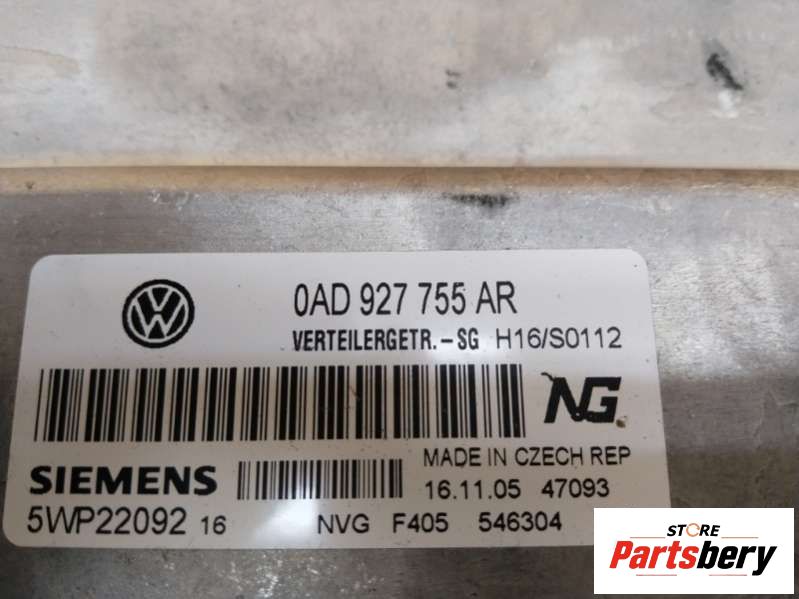 0AD 927 755 AR
VERTEILERGETR.-SG H16/S0112
NG
MADE IN CZECH REP
SIEMENS
16.11.05 47093
5WP22092 16
NVG F405 546304
STORE
Partsbery